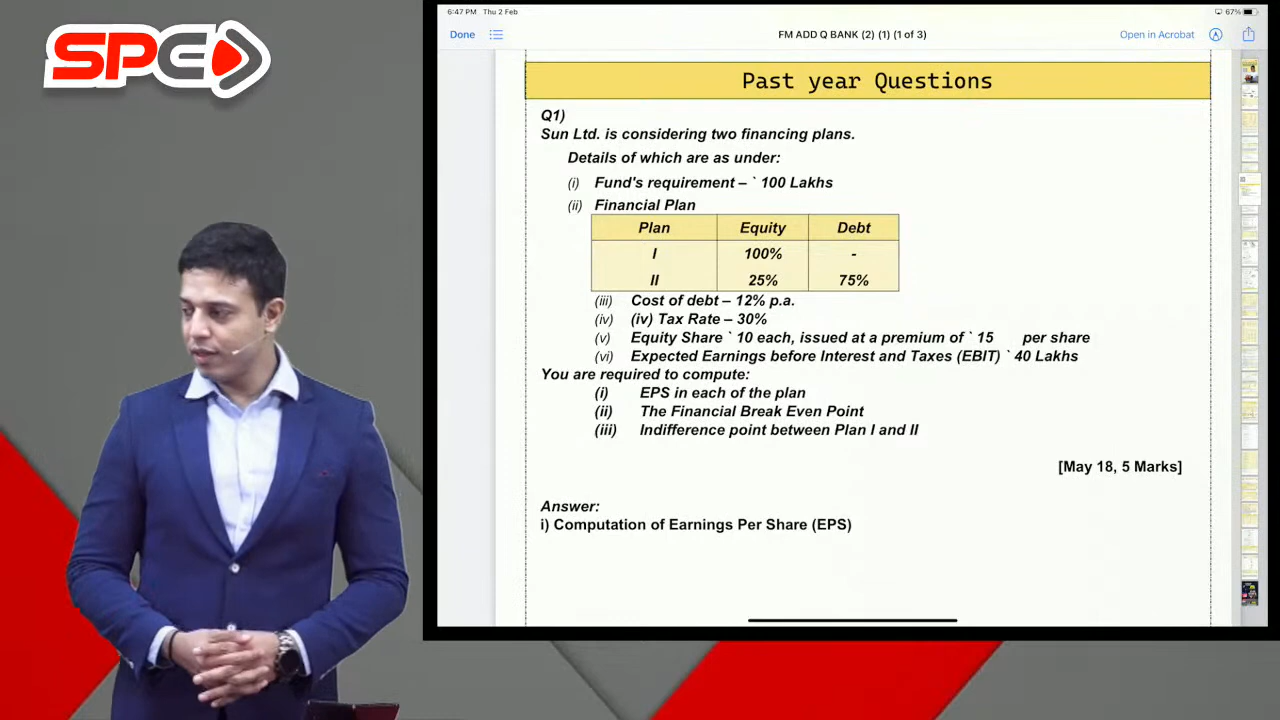 SPC
6:47 PM Thu 2 Feb
67%
Done
FM ADD Q BANK (2) (1) (1 of 3)
Open in Acrobat
Past year Questions
Q1)
Sun Ltd. is considering two financing plans.
Details of which are as under:
(i) Fund's requirement – ` 100 Lakhs
(ii) Financial Plan
Plan Equity Debt
I 100% -
II 25% 75%
(iii) Cost of debt – 12% p.a.
(iv) (iv) Tax Rate – 30%
(v) Equity Share ` 10 each, issued at a premium of ` 15 per share
(vi) Expected Earnings before Interest and Taxes (EBIT) ` 40 Lakhs
You are required to compute:
(i) EPS in each of the plan
(ii) The Financial Break Even Point
(iii) Indifference point between Plan I and II
[May 18, 5 Marks]
Answer:
i) Computation of Earnings Per Share (EPS)